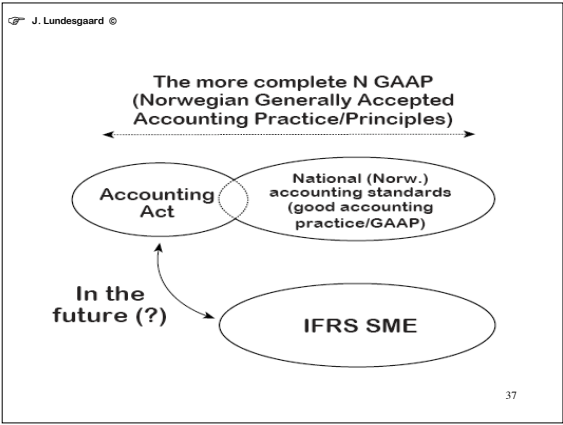 J. Lundesgaard ©
The more complete N GAAP
(Norwegian Generally Accepted
Accounting Practice/Principles)
Accounting
Act
National (Norw.)
accounting standards
(good accounting
practice/GAAP)
In the
future (?)
IFRS SME
37